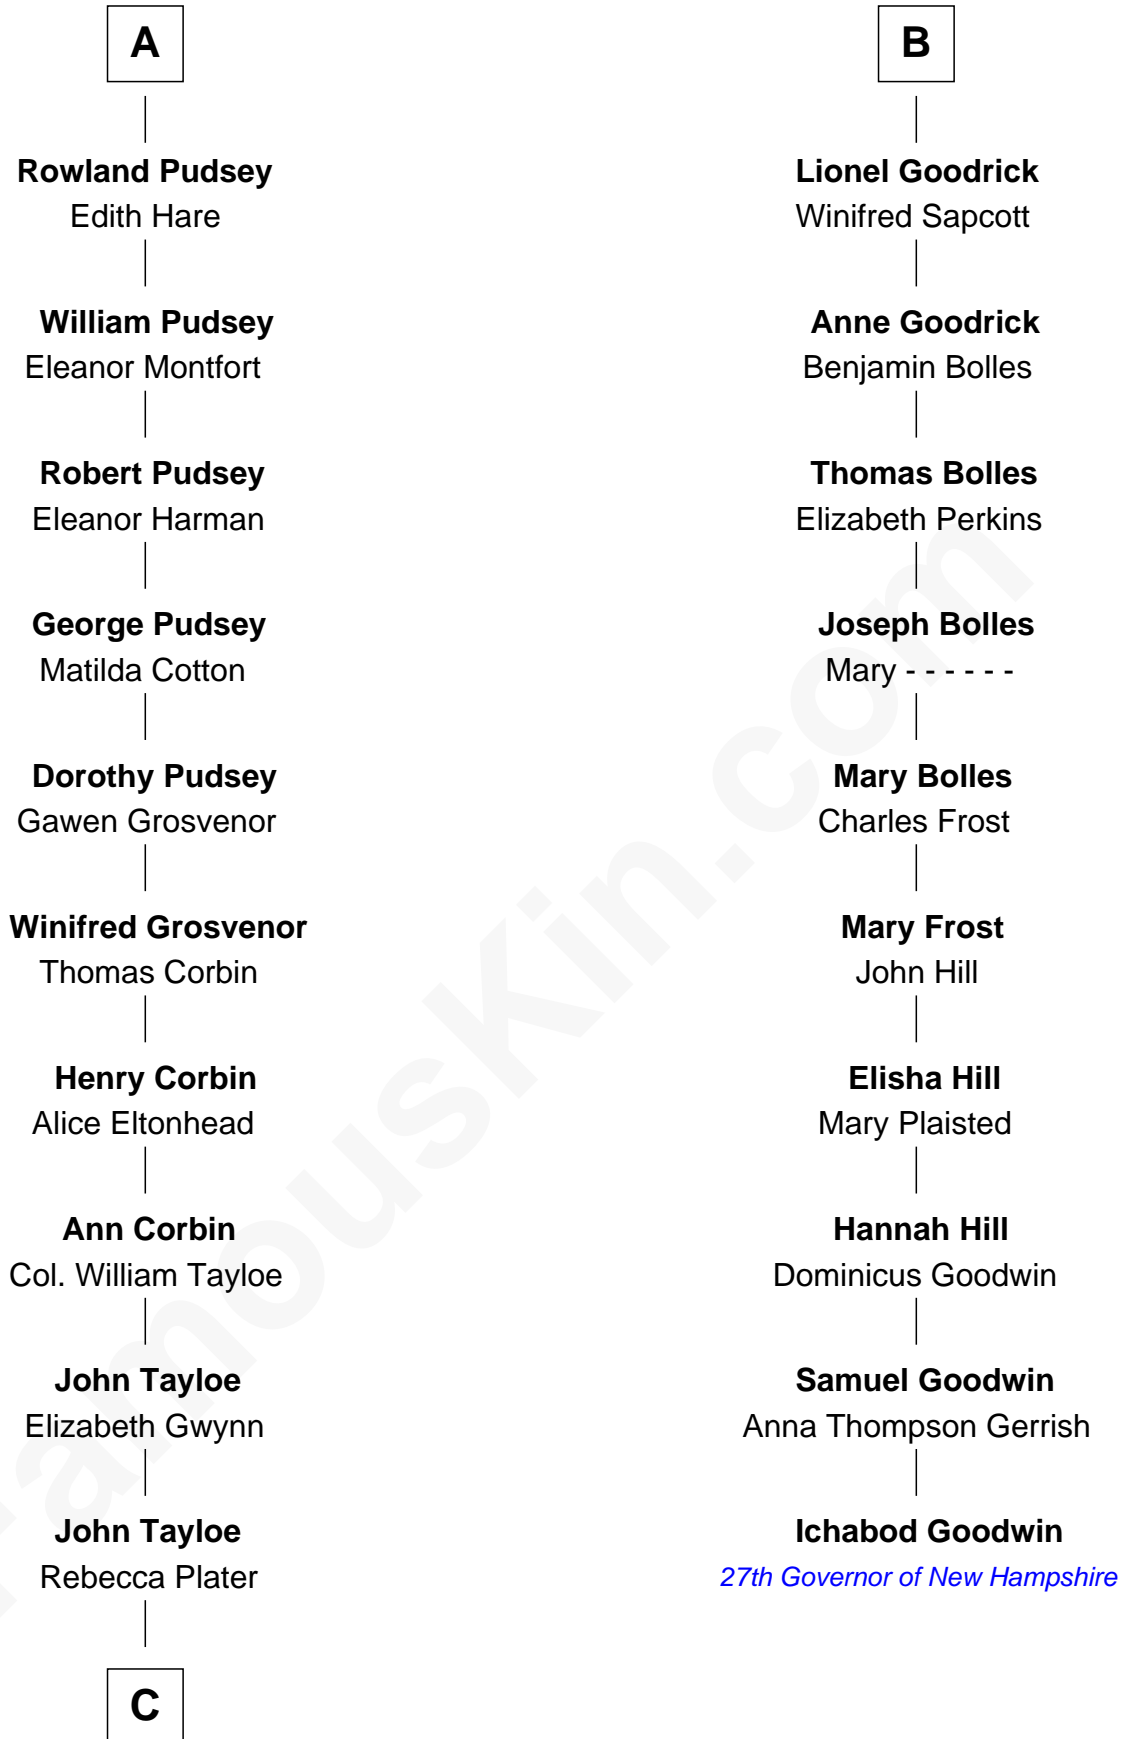 A
Rowland Pudsey
Edith Hare
William Pudsey
Eleanor Montfort
Robert Pudsey
Eleanor Harman
George Pudsey
Matilda Cotton
Dorothy Pudsey
Gawen Grosvenor
Winifred Grosvenor
Thomas Corbin
Henry Corbin
Alice Eltonhead
Ann Corbin
Col. William Tayloe
John Tayloe
Elizabeth Gwynn
John Tayloe
Rebecca Plater
C
B
Lionel Goodrick
Winifred Sapcott
Anne Goodrick
Benjamin Bolles
Thomas Bolles
Elizabeth Perkins
Joseph Bolles
Mary - - - - - -
Mary Bolles
Charles Frost
Mary Frost
John Hill
Elisha Hill
Mary Plaisted
Hannah Hill
Dominicus Goodwin
Samuel Goodwin
Anna Thompson Gerrish
Ichabod Goodwin
27th Governor of New Hampshire
FamousKin.com